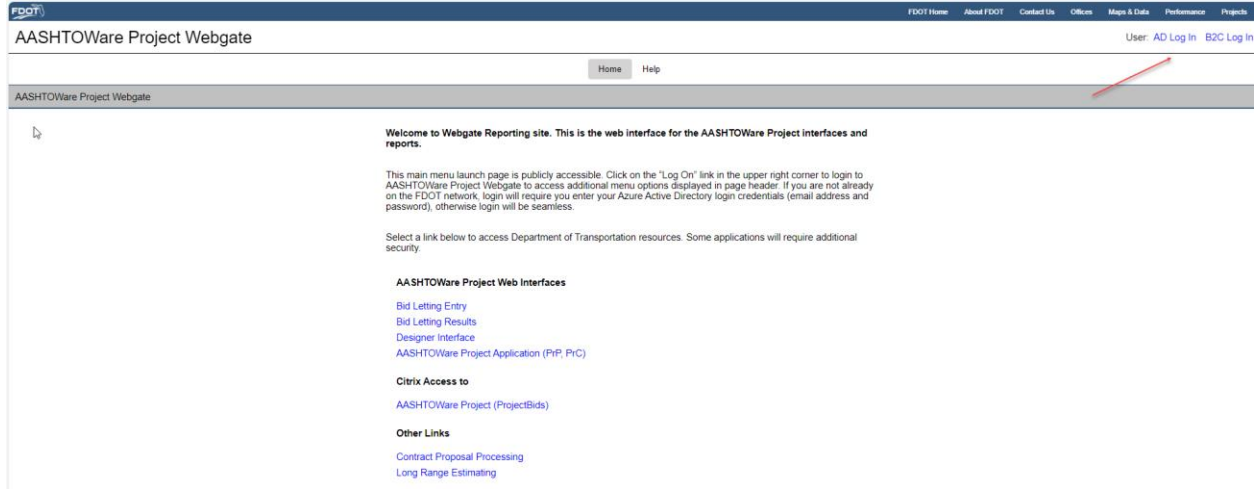 FDOT
FDOT Home About FDOT Contact Us Offices Maps & Data Performance Projects
AASHTOWare Project Webgate
User: AD Log In B2C Log In
Home Help
AASHTOWare Project Webgate
Welcome to Webgate Reporting site. This is the web interface for the AASHTOWare Project interfaces and
reports.
This main menu launch page is publicly accessible. Click on the "Log On" link in the upper right corner to login to
AASHTOWare Project Webgate to access additional menu options displayed in page header. If you are not already
on the FDOT network, login will require you enter your Azure Active Directory login credentials (email address and
password), otherwise login will be seamless.
Select a link below to access Department of Transportation resources. Some applications will require additional
security.
AASHTOWare Project Web Interfaces
Bid Letting Entry
Bid Letting Results
Designer Interface
AASHTOWare Project Application (PrP, PrC)
Citrix Access to
AASHTOWare Project (ProjectBids)
Other Links
Contract Proposal Processing
Long Range Estimating